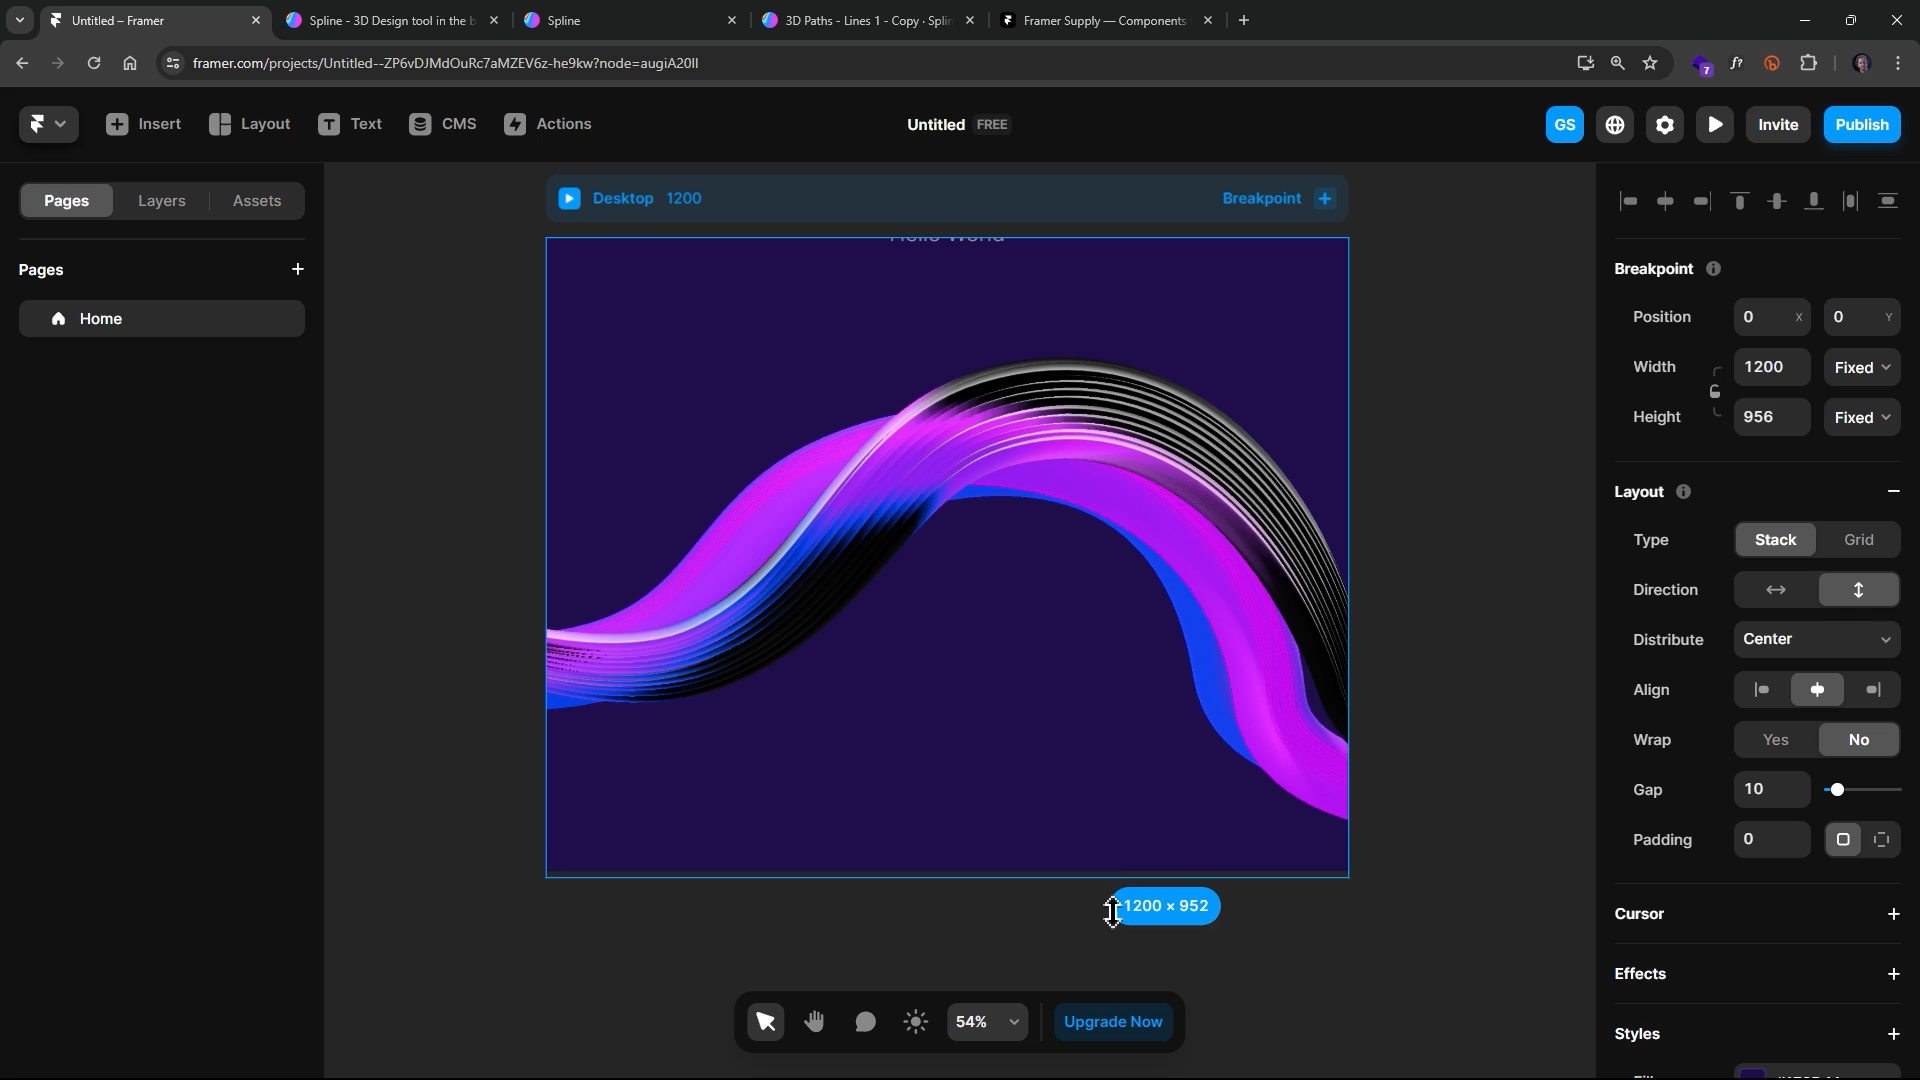 Untitled – Framer
Spline - 3D Design tool in the b
Spline
3D Paths - Lines 1 - Copy · Splin
Framer Supply — Components
framer.com/projects/Untitled--ZP6vDJMdOuRc7aMZEV6z-he9kw?node=augiA20Il
7
f?
Insert
Layout
Text
CMS
Actions
Untitled FREE
GS
Invite
Publish
Pages
Layers
Assets
Pages
Home
Desktop 1200
Breakpoint
Hello World
1200 × 952
54%
Upgrade Now
Breakpoint
Position
0 X
0 Y
Width
1200
Fixed
Height
956
Fixed
Layout
Type
Stack
Grid
Direction
Distribute
Center
Align
Wrap
Yes
No
Gap
10
Padding
0
Cursor
Effects
Styles